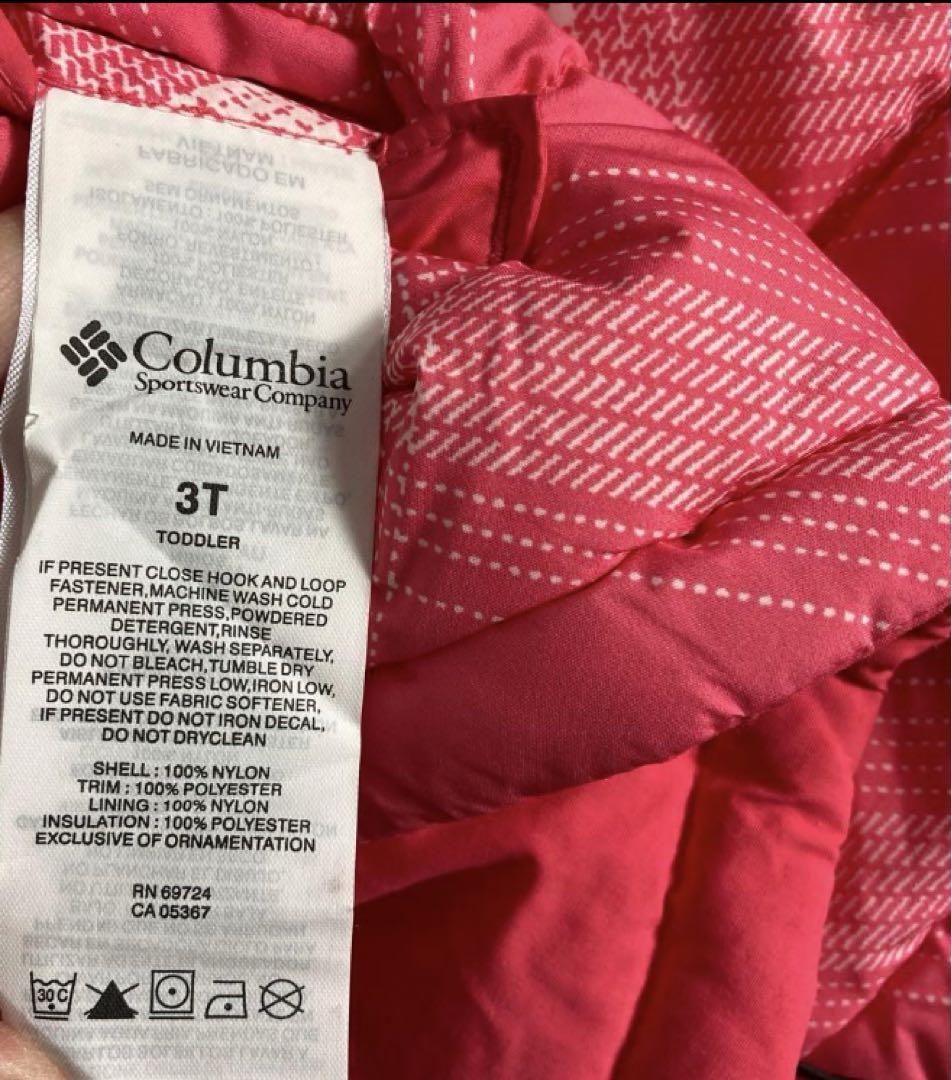 Columbia
Sportswear Company
MADE IN VIETNAM
3T
TODDLER
IF PRESENT CLOSE HOOK AND LOOP
FASTENER,MACHINE WASH COLD
PERMANENT PRESS,POWDERED
DETERGENT,RINSE
THOROUGHLY, WASH SEPARATELY,
DO NOT BLEACH,TUMBLE DRY
PERMANENT PRESS LOW,IRON LOW,
DO NOT USE FABRIC SOFTENER,
IF PRESENT DO NOT IRON DECAL,
DO NOT DRYCLEAN
SHELL : 100% NYLON
TRIM : 100% POLYESTER
LINING : 100% NYLON
INSULATION : 100% POLYESTER
EXCLUSIVE OF ORNAMENTATION
RN 69724
CA 05367
30 C